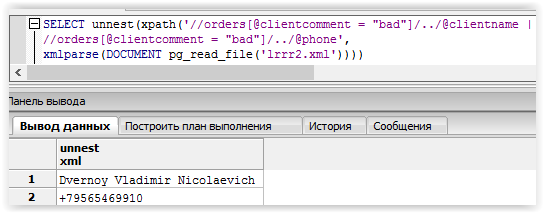 SELECT unnest(xpath('//orders[@clientcomment = "bad"]/../@clientname |
//orders[@clientcomment = "bad"]/../@phone',
xmlparse(DOCUMENT pg_read_file('lrrr2.xml'))))
Панель вывода
Вывод данных Построить план выполнения История Сообщения
unnest
xml
1 Dvernoy Vladimir Nicolaevich
2 +79565469910